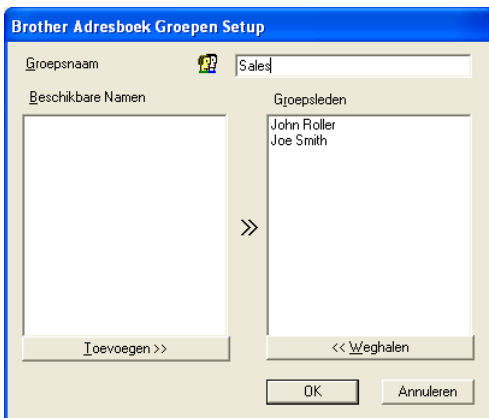 Brother Adresboek Groepen Setup
Groepsnaam
Sales
Beschikbare Namen
Groepsleden
John Roller
Joe Smith
Toevoegen >>
<< Weghalen
OK
Annuleren